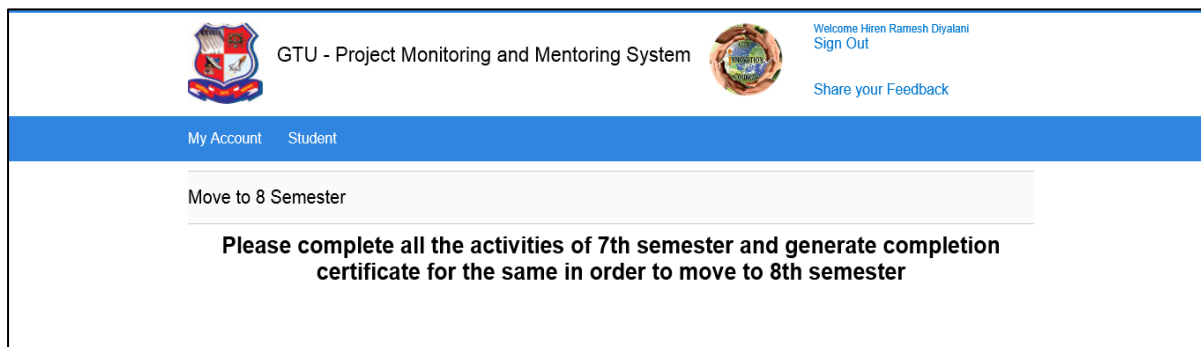 Welcome Hiren Ramesh Diyalani
Sign Out
GTU - Project Monitoring and Mentoring System
INNOVATION
COUNCIL
Share your Feedback
My Account Student
Move to 8 Semester
Please complete all the activities of 7th semester and generate completion
certificate for the same in order to move to 8th semester